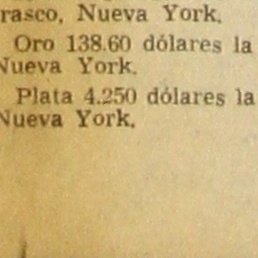 rasco, Nueva York.
Oro 138.60 dólares la
Nueva York.
Plata 4.250 dólares la
Nueva York.